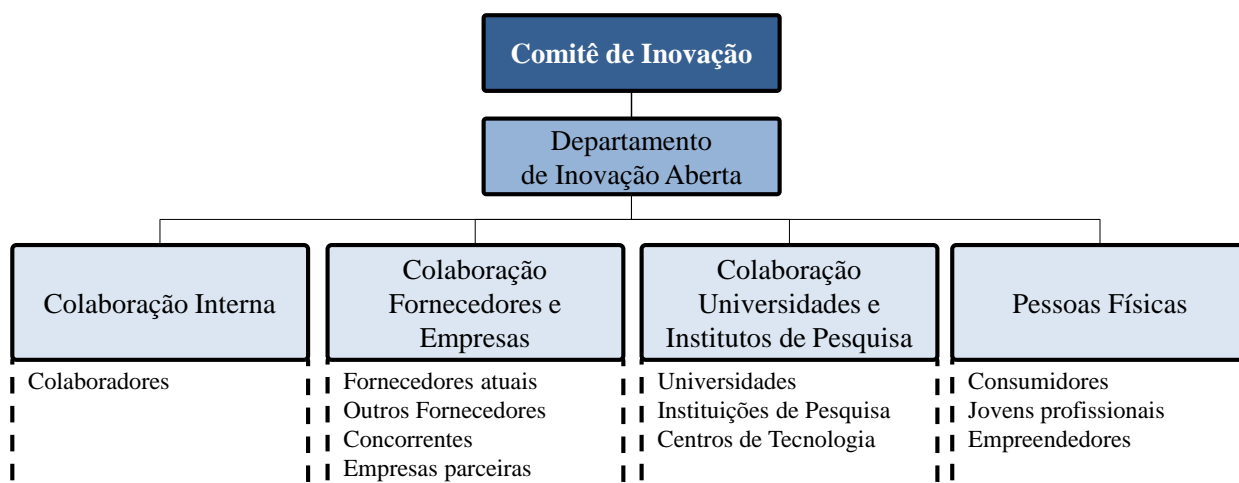 Comitê de Inovação
Departamento
de Inovação Aberta
Colaboração Interna
Colaboração
Fornecedores e
Empresas
Colaboração
Universidades e
Institutos de Pesquisa
Pessoas Físicas
Colaboradores
Fornecedores atuais
Outros Fornecedores
Concorrentes
Empresas parceiras
Universidades
Instituições de Pesquisa
Centros de Tecnologia
Consumidores
Jovens profissionais
Empreendedores